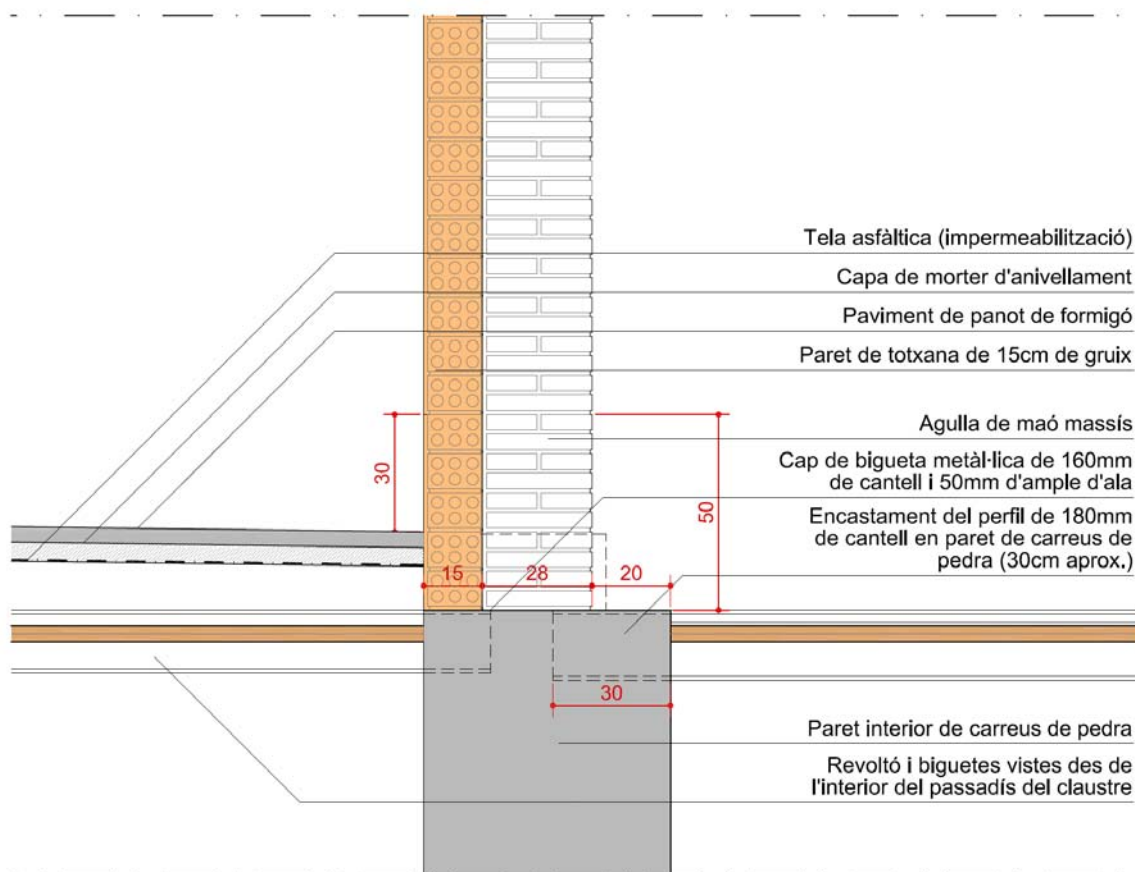 Tela asfàltica (impermeabilització)
Capa de morter d'anivellament
Paviment de panot de formigó
Paret de totxana de 15cm de gruix
Agulla de maó massís
Cap de bigueta metàl·lica de 160mm
de cantell i 50mm d'ample d'ala
Encastament del perfil de 180mm
de cantell en paret de carreus de
pedra (30cm aprox.)
30
50
15
28
20
30
Paret interior de carreus de pedra
Revoltó i biguetes vistes des de
l'interior del passadís del claustre